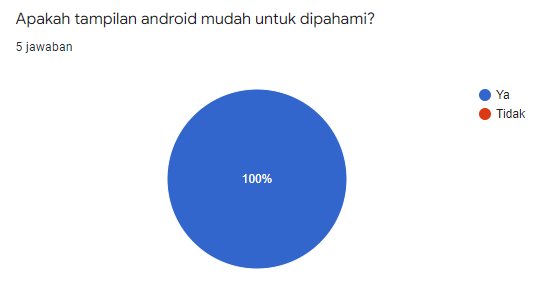 Apakah tampilan android mudah untuk dipahami?
5 jawaban
Ya
Tidak
100%